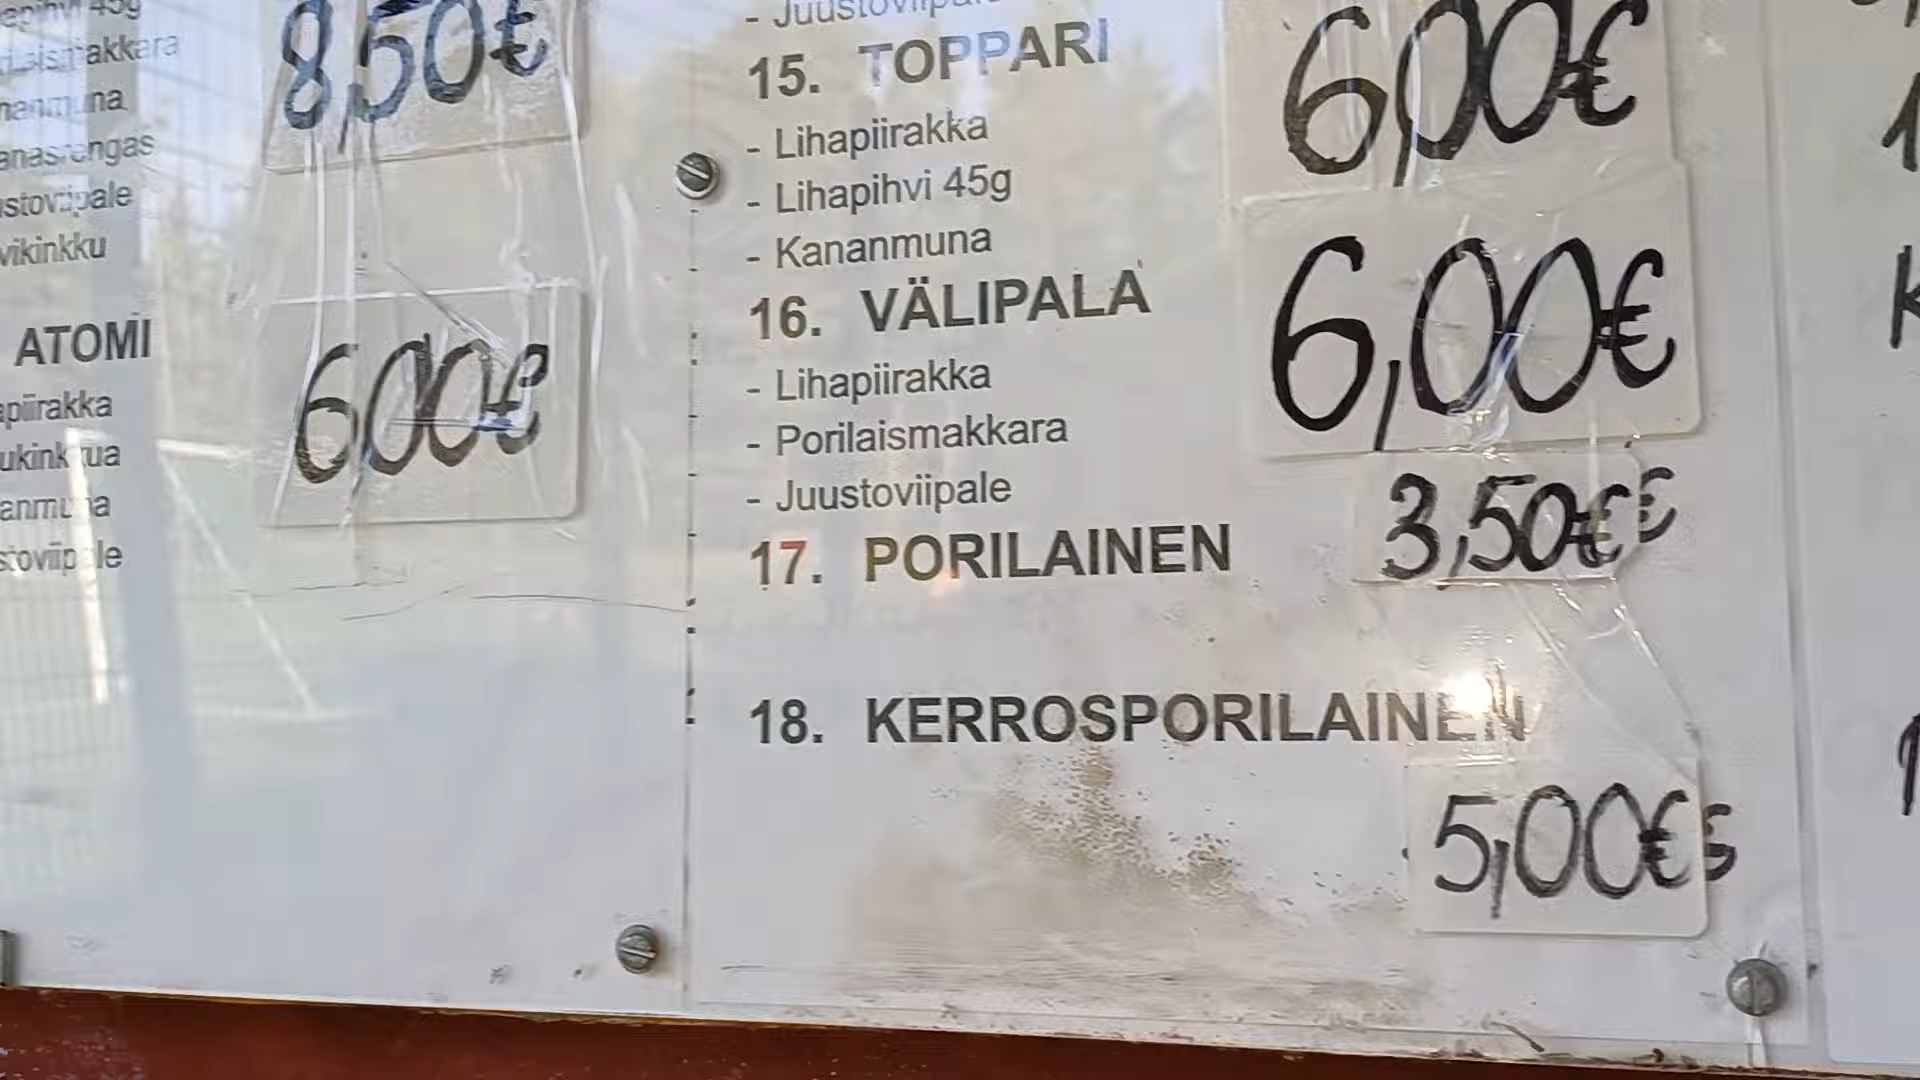 8,50€
ATOMI
6,00€
- Juustoviipale
15. TOPPARI
6,00€
- Lihapiirakka
- Lihapihvi 45g
- Kananmuna
16. VÄLIPALA
6,00€
- Lihapiirakka
- Porilaismakkara
- Juustoviipale
17. PORILAINEN
3,50€€
18. KERROSPORILAINEN
5,00€